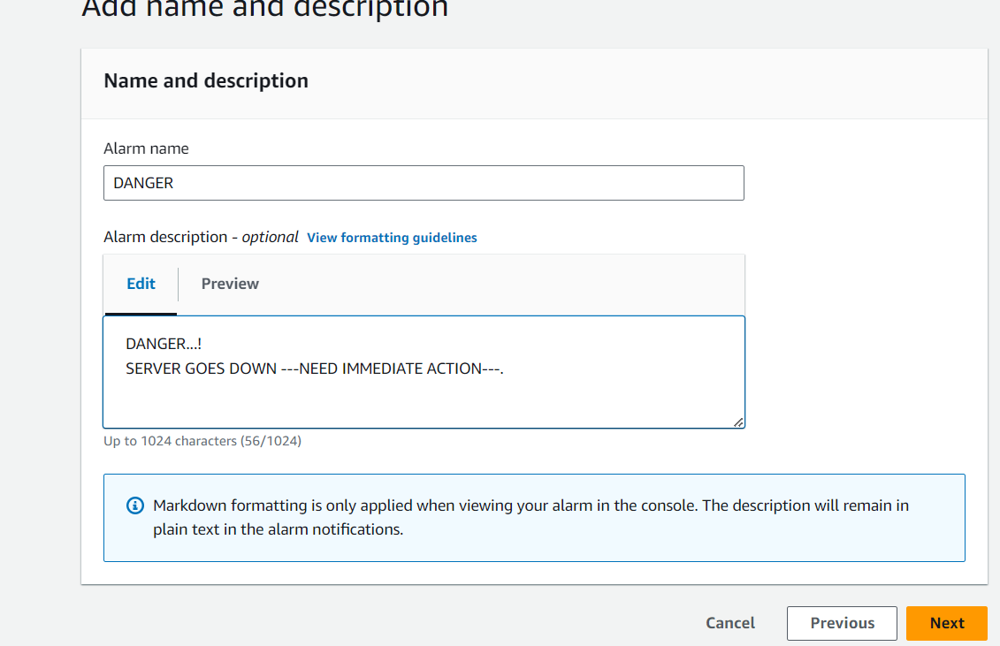 Add name and description
Name and description
Alarm name
DANGER
Alarm description - optional View formatting guidelines
Edit Preview
DANGER...!
SERVER GOES DOWN ---NEED IMMEDIATE ACTION---.
Up to 1024 characters (56/1024)
Markdown formatting is only applied when viewing your alarm in the console. The description will remain in
plain text in the alarm notifications.
Cancel Previous Next